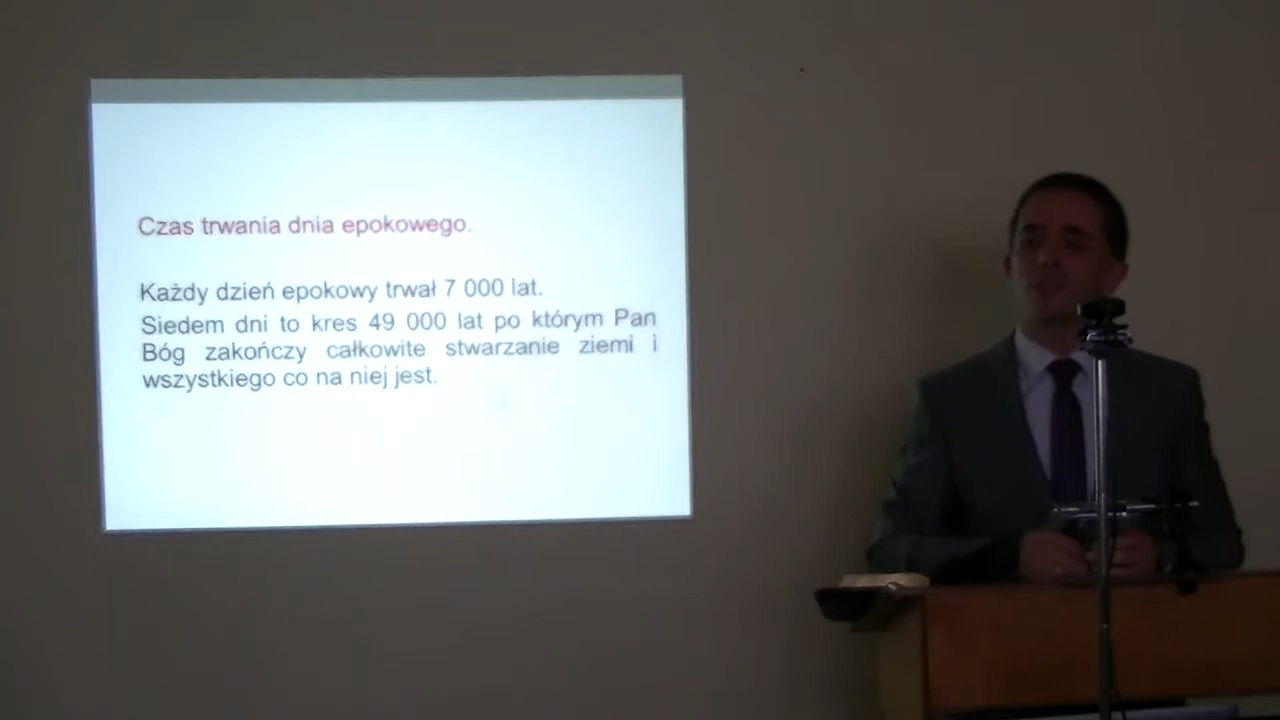 Czas trwania dnia epokowego.
Każdy dzień epokowy trwał 7 000 lat.
Siedem dni to kres 49 000 lat po którym Pan
Bóg zakończy całkowite stwarzanie ziemi i
wszystkiego co na niej jest.